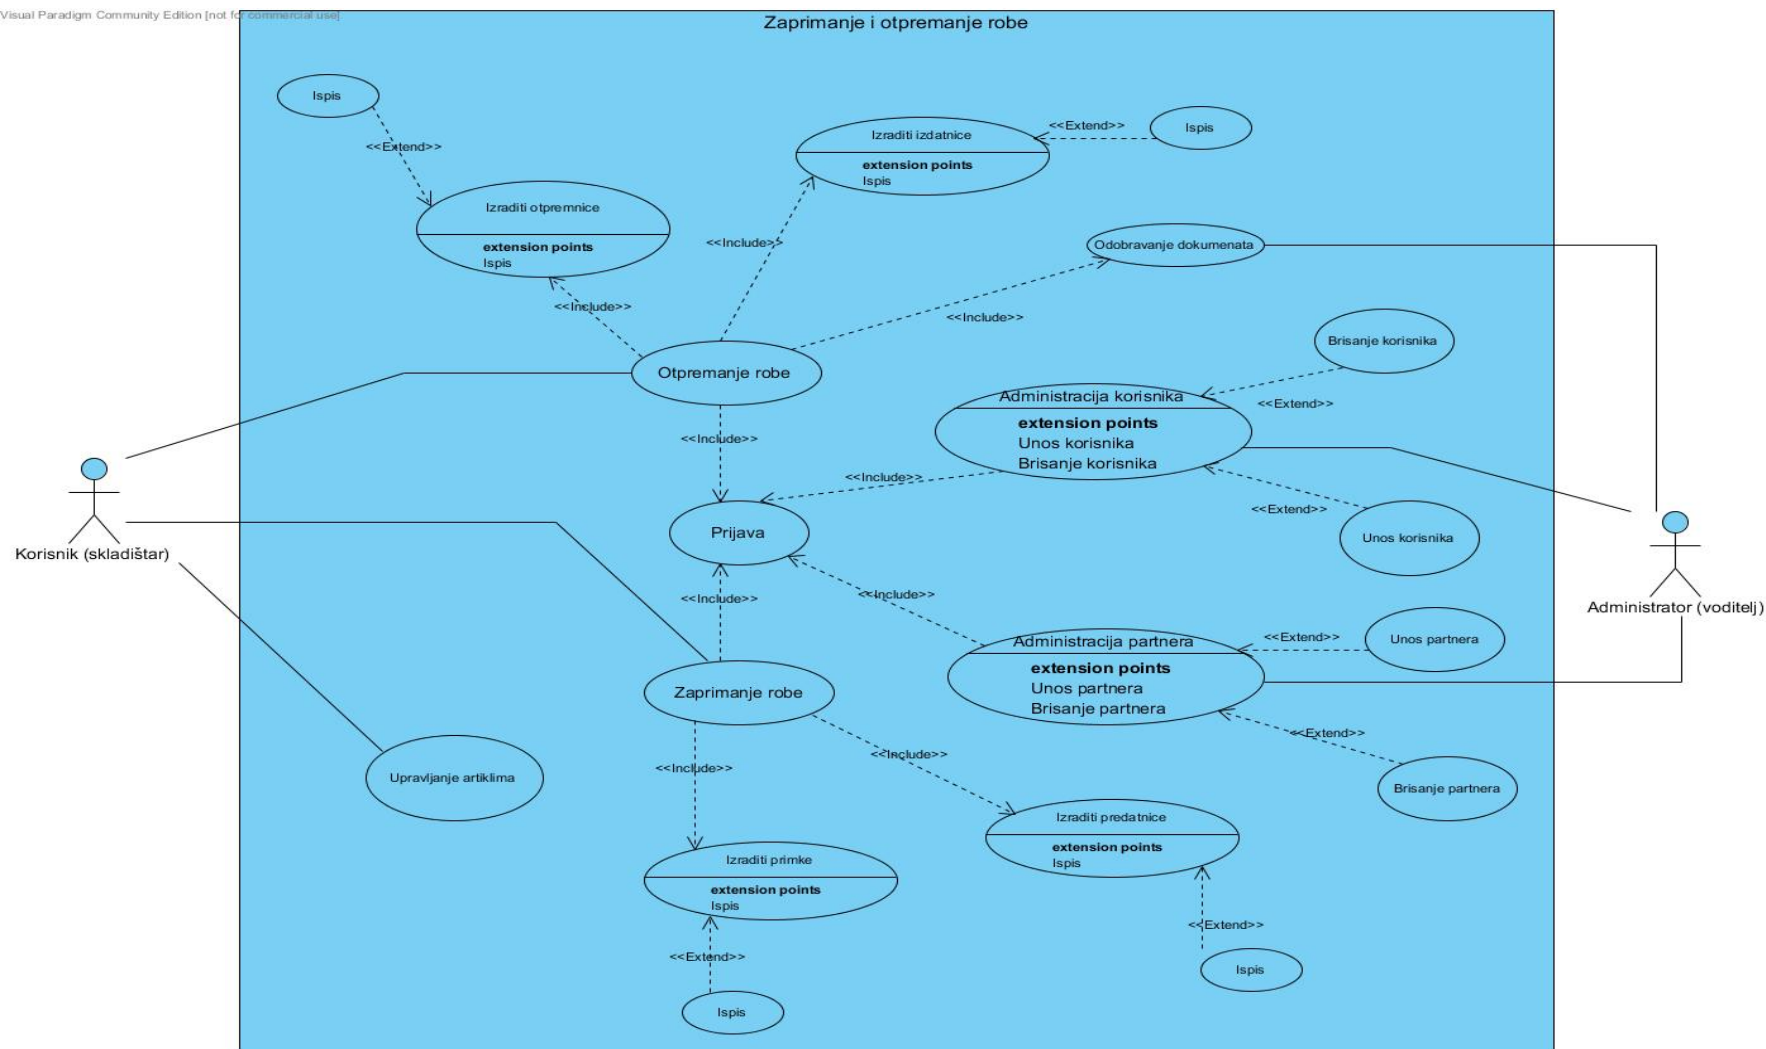 Visual Paradigm Community Edition [not for commercial use]
Zaprimanje i otpremanje robe
Ispis
<<Extend>>
Izraditi otpremnice
extension points
Ispis
<<Include>>
Izraditi izdatnice
extension points
Ispis
<<Extend>>
Ispis
<<Include>>
Odobravanje dokumenata
<<Include>>
Otpremanje robe
Brisanje korisnika
<<Extend>>
Administracija korisnika
extension points
Unos korisnika
Brisanje korisnika
<<Include>>
<<Include>>
<<Extend>>
Unos korisnika
Prijava
Korisnik (skladištar)
Administrator (voditelj)
<<Include>>
<<Include>>
Administracija partnera
extension points
Unos partnera
Brisanje partnera
<<Extend>>
Unos partnera
<<Extend>>
Brisanje partnera
Zaprimanje robe
<<Include>>
<<Include>>
Upravljanje artiklima
Izraditi predatnice
extension points
Ispis
<<Extend>>
Ispis
Izraditi primke
extension points
Ispis
<<Extend>>
Ispis